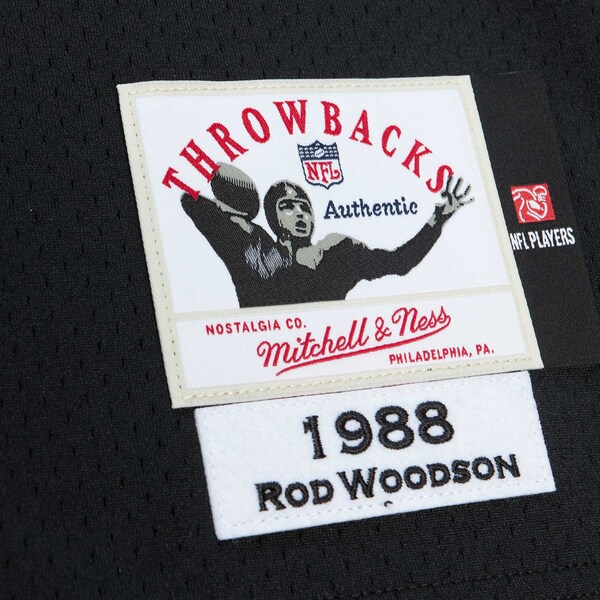 THROWBACKS
NFL
Authentic
NFL PLAYERS
NOSTALGIA CO.
Mitchell & Ness
PHILADELPHIA, PA.
1988
ROD WOODSON